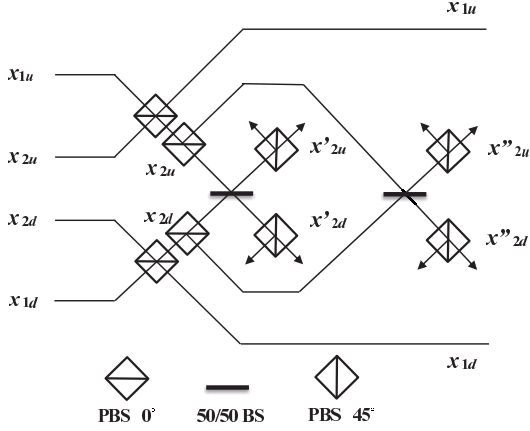 x1u
x1u
x2u
x2u
x'2u
x"2u
x2d
x2d
x'2d
x"2d
x1d
x1d
PBS 0°
50/50 BS
PBS 45°